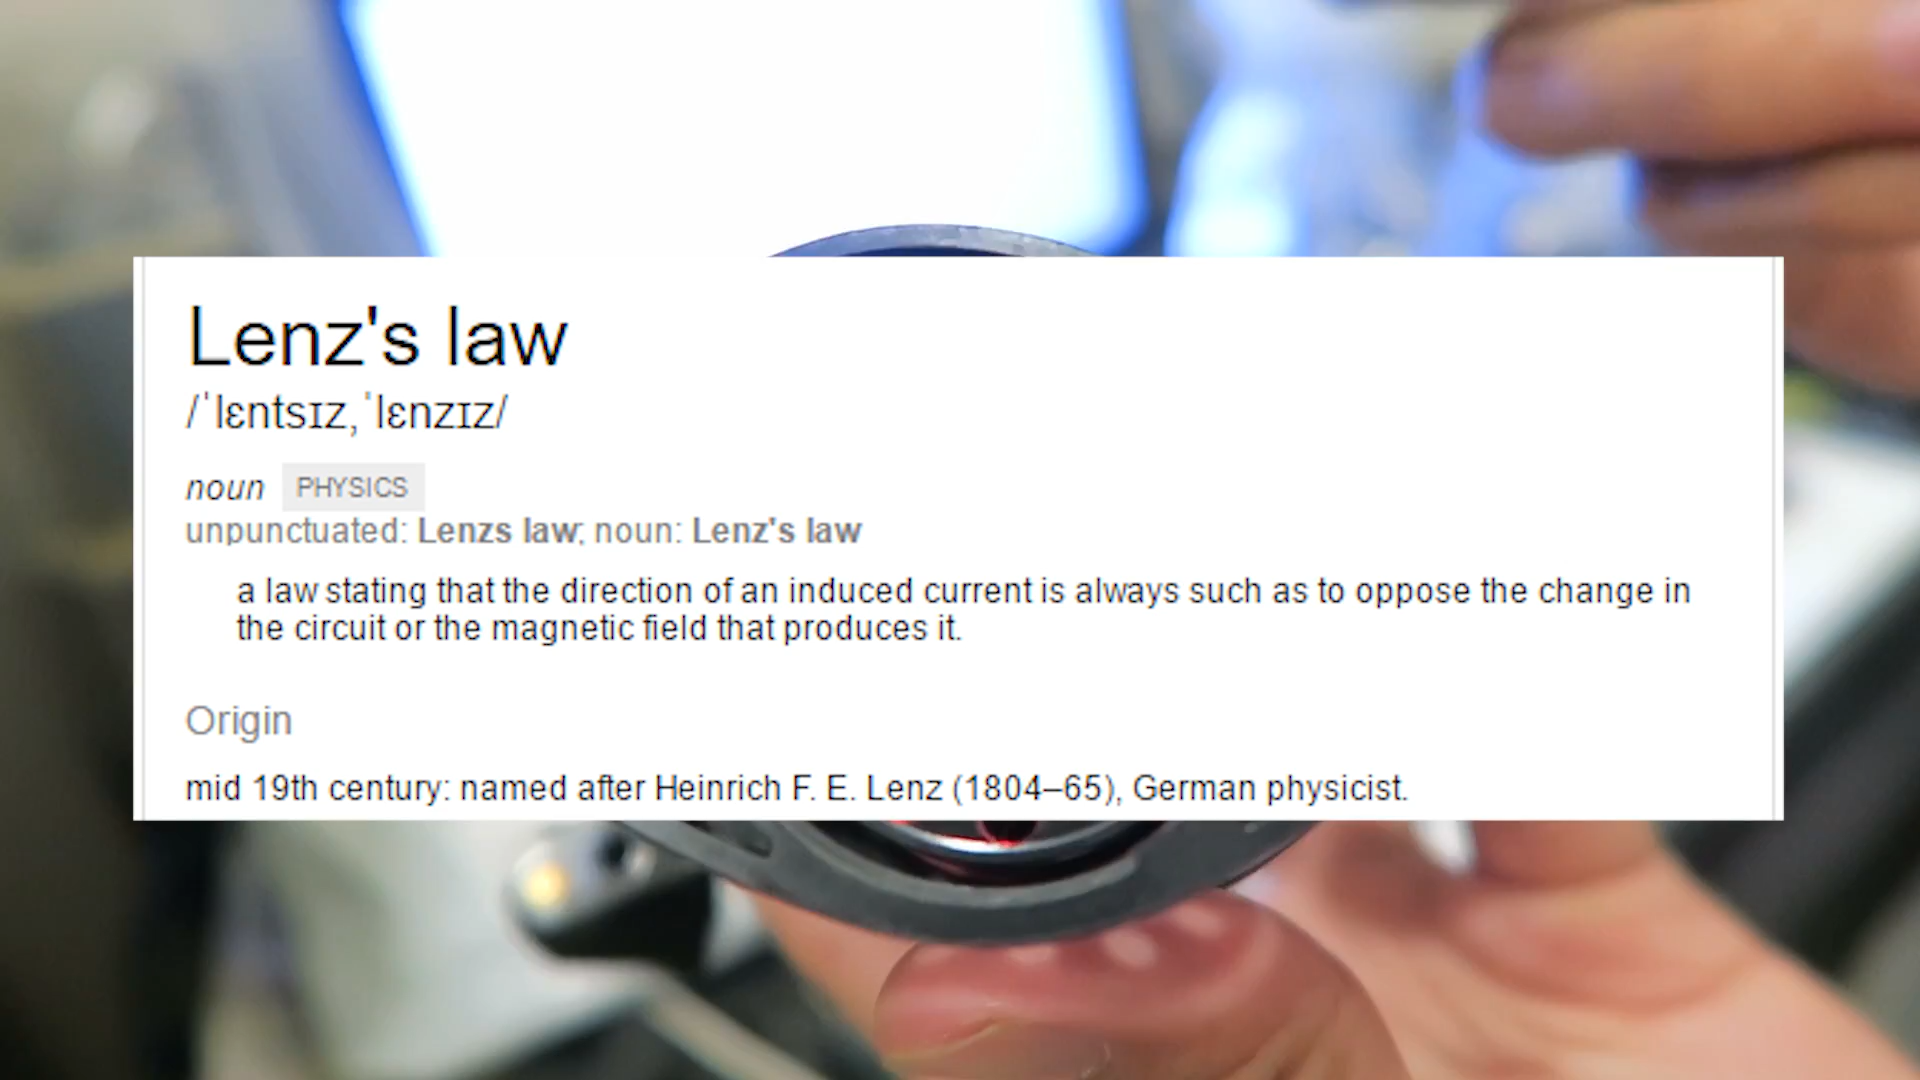 Lenz's law
/ˈlɛntsɪz,ˈlɛnzɪz/
noun PHYSICS
unpunctuated: Lenzs law; noun: Lenz's law
a law stating that the direction of an induced current is always such as to oppose the change in
the circuit or the magnetic field that produces it.
Origin
mid 19th century: named after Heinrich F. E. Lenz (1804–65), German physicist.